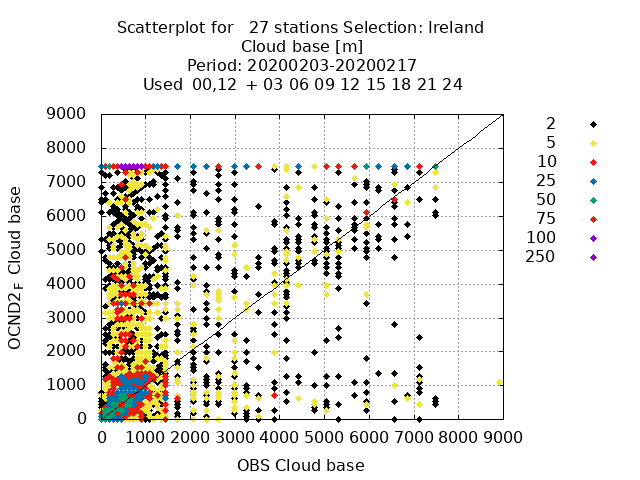 Scatterplot for   27 stations Selection: Ireland
Cloud base [m]
Period: 20200203-20200217
Used  00,12  + 03 06 09 12 15 18 21 24
9000
8000
7000
6000
5000
4000
3000
2000
1000
0
OCND2F Cloud base
0 1000 2000 3000 4000 5000 6000 7000 8000 9000
OBS Cloud base
2
5
10
25
50
75
100
250